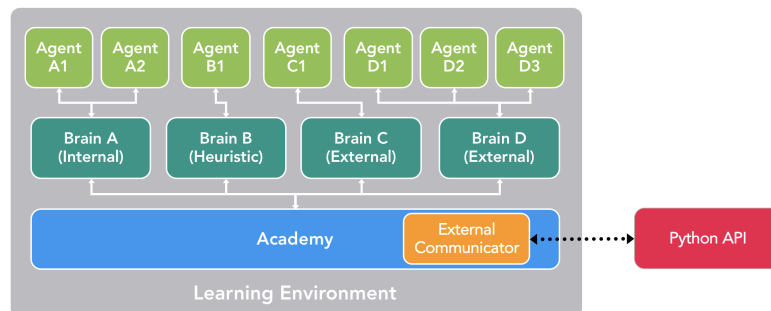 Agent
A1
Agent
A2
Agent
B1
Agent
C1
Agent
D1
Agent
D2
Agent
D3
Brain A
(Internal)
Brain B
(Heuristic)
Brain C
(External)
Brain D
(External)
Academy
External
Communicator
Python API
Learning Environment